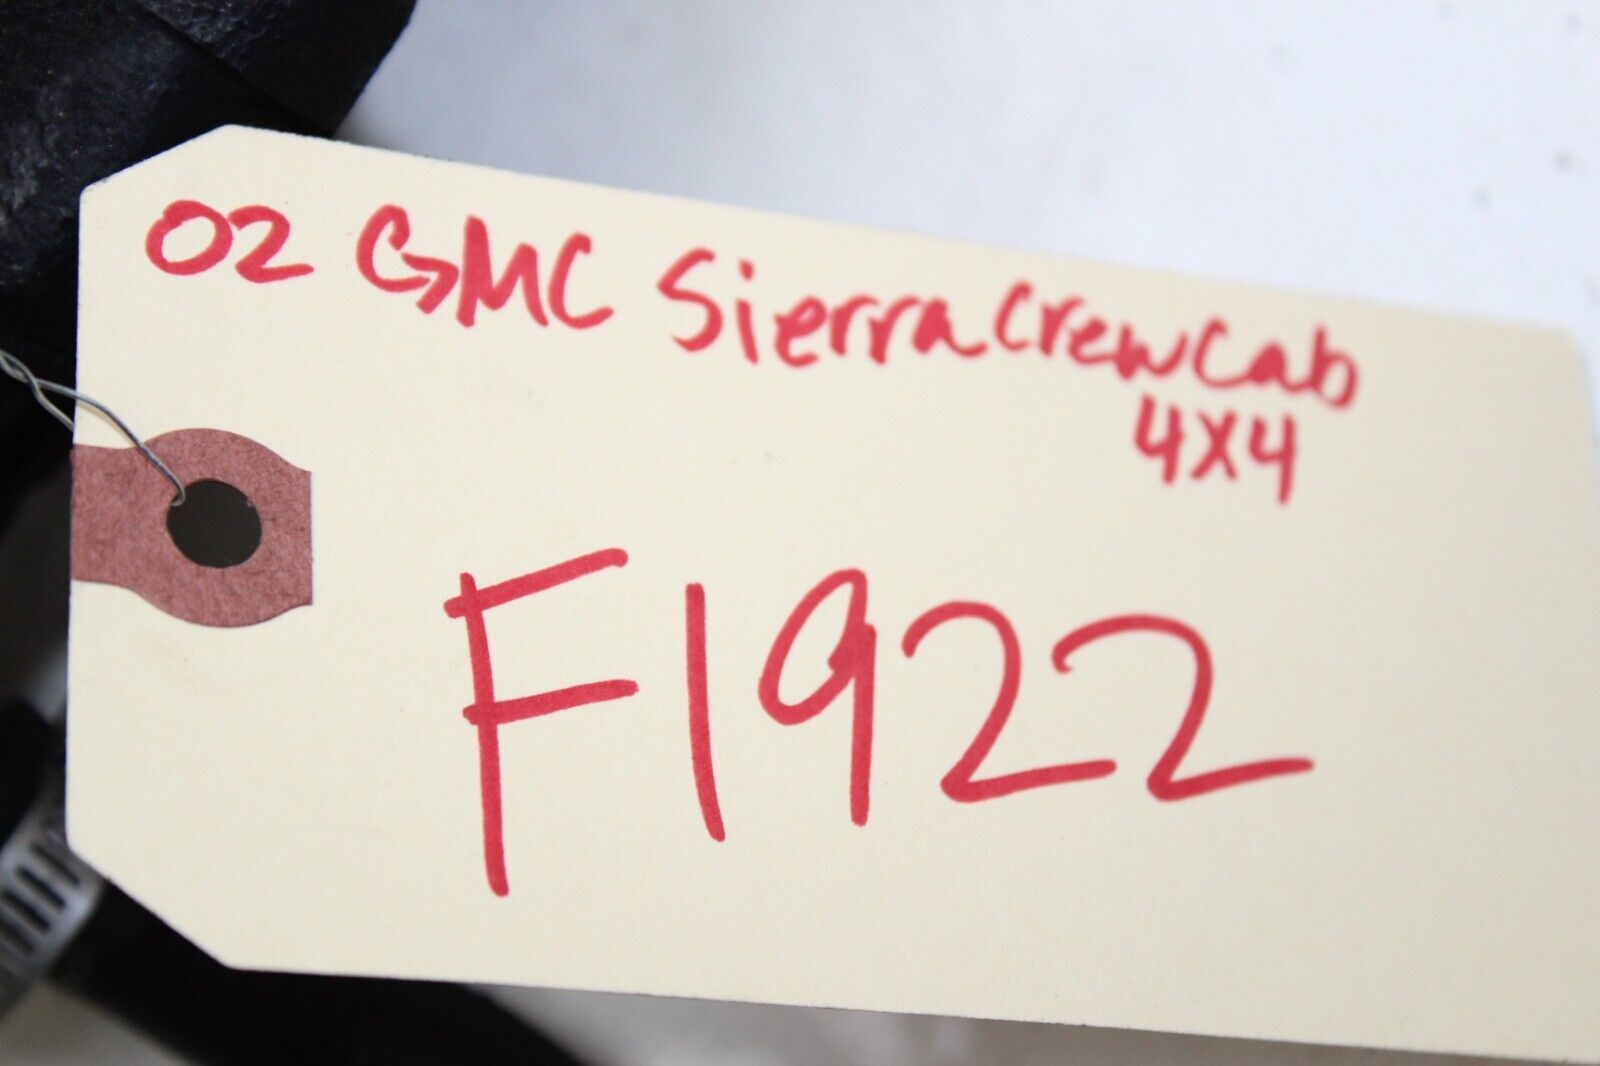 02 GMC Sierra Crew Cab
4X4
F1922